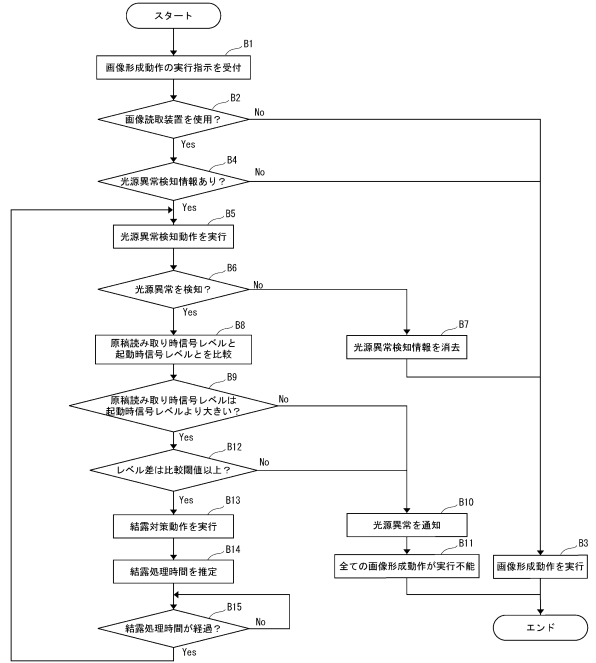 スタート
B1
画像形成動作の実行指示を受付
B2
画像読取装置を使用？
No
Yes
B4
光源異常検知情報あり？
No
Yes
B5
光源異常検知動作を実行
B6
光源異常を検知？
No
Yes
B7
光源異常検知情報を消去
B8
原稿読み取り時信号レベルと
起動時信号レベルとを比較
B9
原稿読み取り時信号レベルは
起動時信号レベルより大きい？
No
Yes
B12
レベル差は比較閾値以上？
No
Yes
B10
光源異常を通知
B13
結露対策動作を実行
B11
全ての画像形成動作が実行不能
B3
画像形成動作を実行
B14
結露処理時間を推定
B15
結露処理時間が経過？
No
Yes
エンド